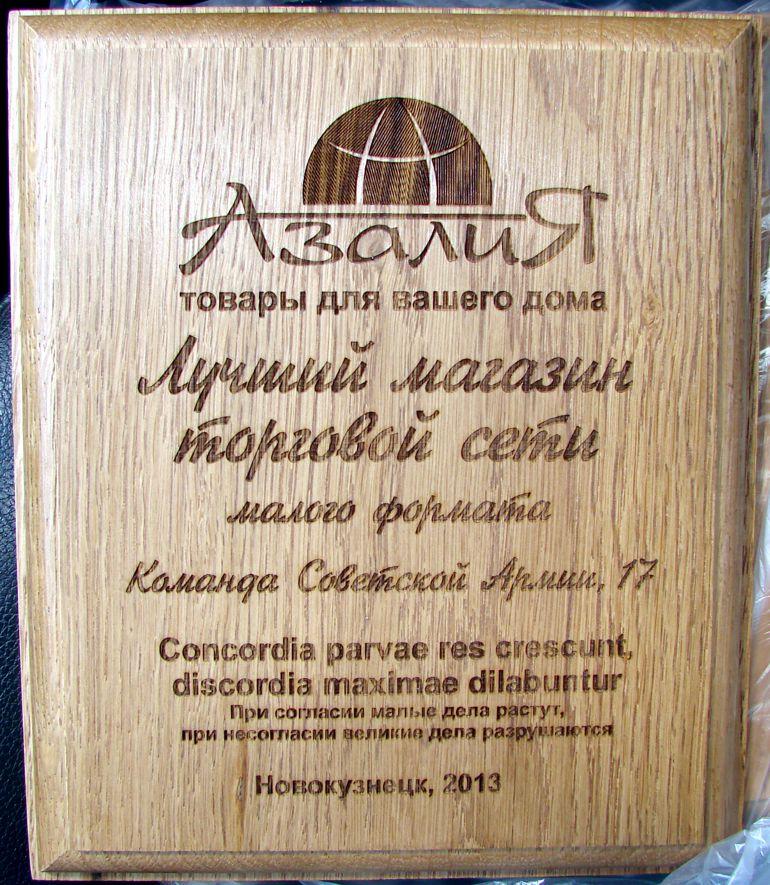 АзалиЯ
товары для вашего дома
Лучший магазин
торговой сети
малого формата
Команда Советской Армии, 17
Concordia parvae res crescunt,
discordia maximae dilabuntur
При согласии малые дела растут,
при несогласии великие дела разрушаются
Новокузнецк, 2013